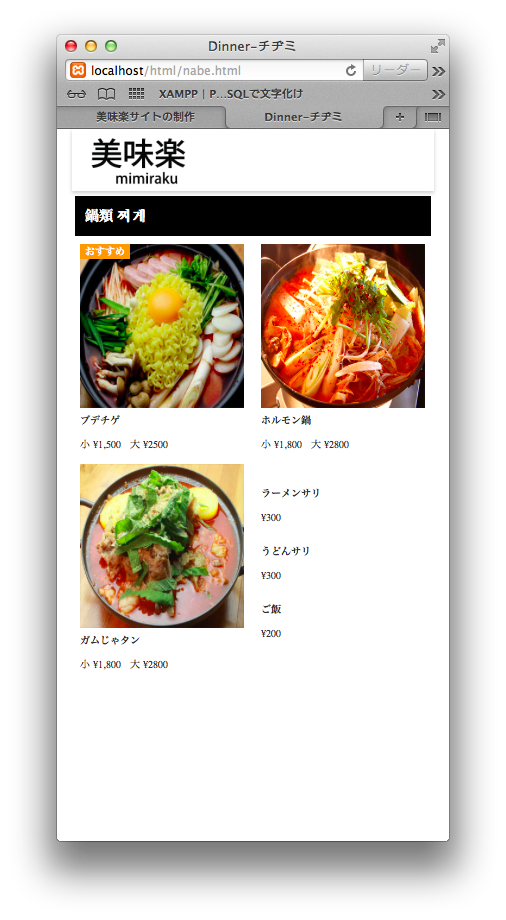 Dinner-チヂミ
localhost/html/nabe.html
リーダー
XAMPP | P...SQLで文字化け
美味楽サイトの制作
Dinner-チヂミ
美味楽
mimiraku
鍋類 찌게
おすすめ
ブデチゲ
小 ¥1,500 大 ¥2500
ホルモン鍋
小 ¥1,800 大 ¥2800
ガムじゃタン
小 ¥1,800 大 ¥2800
ラーメンサリ
¥300
うどんサリ
¥300
ご飯
¥200